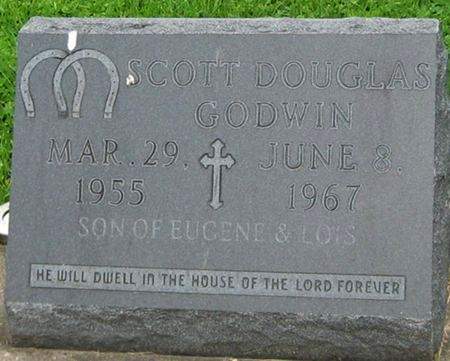 SCOTT DOUGLAS
GODWIN
MAR. 29, JUNE 8,
1955 1967
SON OF EUGENE & LOIS
HE WILL DWELL IN THE HOUSE OF THE LORD FOREVER